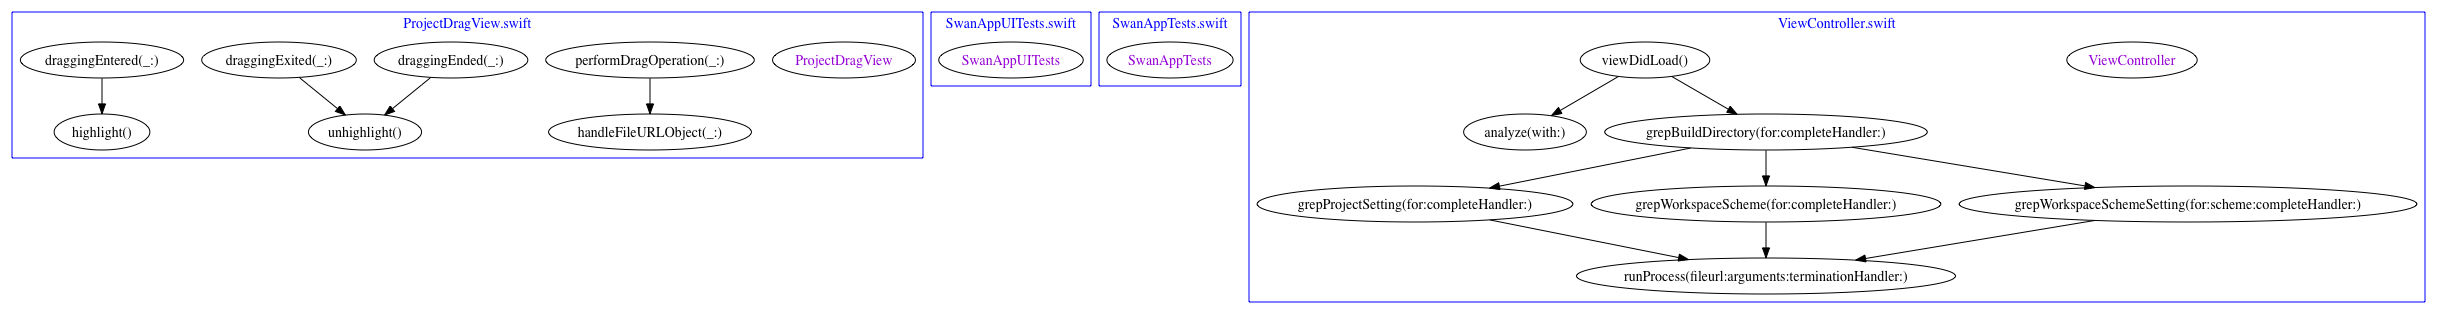 ProjectDragView.swift
draggingEntered(_:)
draggingExited(_:)
draggingEnded(_:)
performDragOperation(_:)
ProjectDragView
highlight()
unhighlight()
handleFileURLObject(_:)
SwanAppUITests.swift
SwanAppUITests
SwanAppTests.swift
SwanAppTests
ViewController.swift
viewDidLoad()
ViewController
analyze(with:)
grepBuildDirectory(for:completeHandler:)
grepProjectSetting(for:completeHandler:)
grepWorkspaceScheme(for:completeHandler:)
grepWorkspaceSchemeSetting(for:scheme:completeHandler:)
runProcess(fileurl:arguments:terminationHandler:)